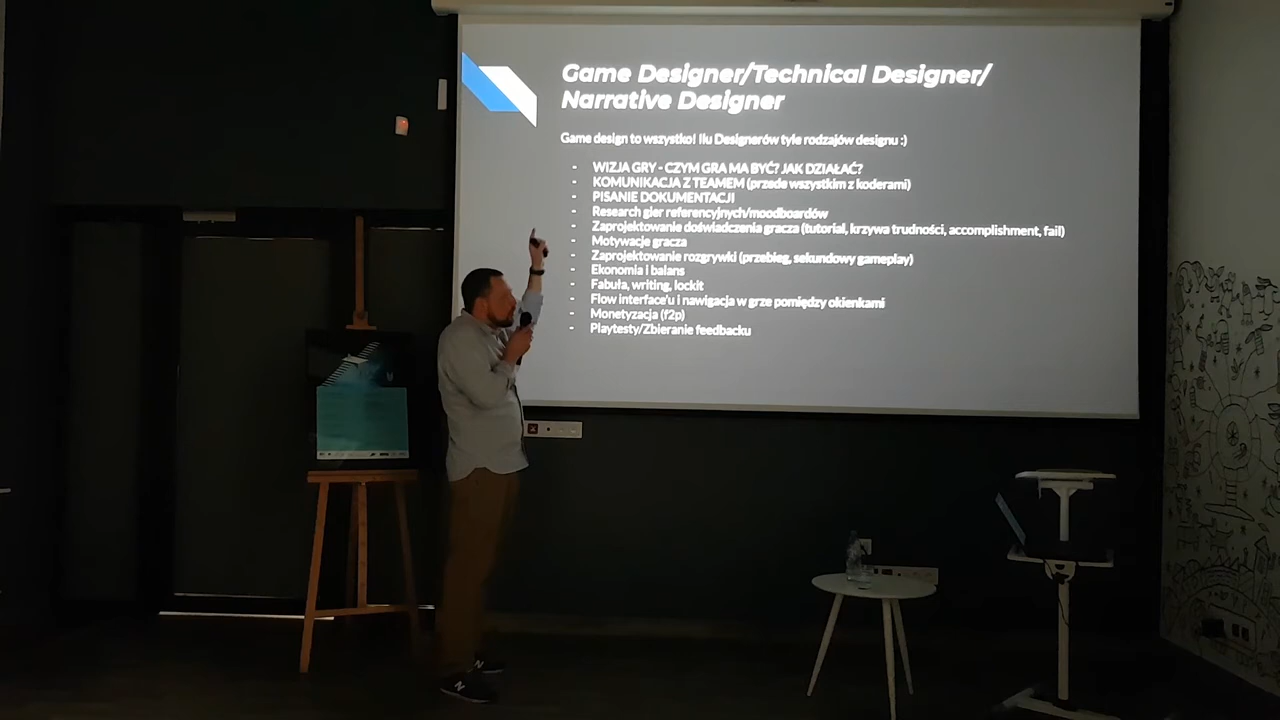 Game Designer/Technical Designer/
Narrative Designer
Game design to wszystko! Ilu Designerów tyle rodzajów designu :)
- WIZJA GRY - CZYM GRA MA BYĆ? JAK DZIAŁAĆ?
- KOMUNIKACJA Z TEAMEM (przede wszystkim z koderami)
- PISANIE DOKUMENTACJI
- Research gier referencyjnych/moodboardów
- Zaprojektowanie doświadczenia gracza (tutorial, krzywa trudności, accomplishment, fail)
- Motywacje gracza
- Zaprojektowanie rozgrywki (przebieg, sekundowy gameplay)
- Ekonomia i balans
- Fabuła, writing, lockit
- Flow interface'u i nawigacja w grze pomiędzy okienkami
- Monetyzacja (f2p)
- Playtesty/Zbieranie feedbacku
N
N